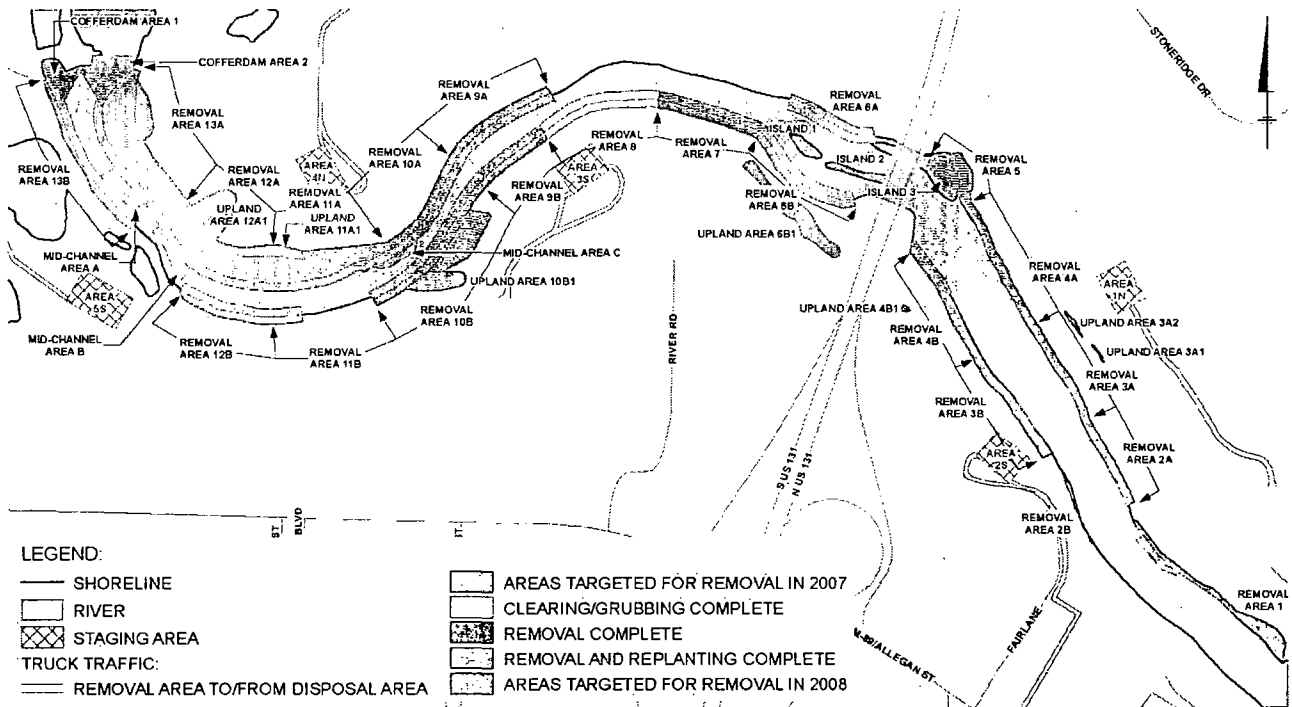 COFFERDAM AREA 1
COFFERDAM AREA 2
REMOVAL
AREA 13A
REMOVAL
AREA 13B
REMOVAL
AREA 12A
UPLAND
AREA 12A1
REMOVAL
AREA 11A
UPLAND
AREA 11A1
AREA
4N
REMOVAL
AREA 10A
REMOVAL
AREA 9A
MID-CHANNEL
AREA A
AREA
5S
MID-CHANNEL
AREA B
REMOVAL
AREA 12B
REMOVAL
AREA 11B
REMOVAL
AREA 10B
UPLAND AREA 10B1
MID-CHANNEL AREA C
REMOVAL
AREA 9B
AREA
3S
REMOVAL
AREA 8
REMOVAL
AREA 7
REMOVAL
AREA 6A
ISLAND 1
ISLAND 2
ISLAND 3
REMOVAL
AREA 6B
UPLAND AREA 6B1
REMOVAL
AREA 5
STONERIDGE DR
REMOVAL
AREA 4A
AREA
1N
UPLAND AREA 3A2
UPLAND AREA 3A1
UPLAND AREA 4B1
REMOVAL
AREA 4B
REMOVAL
AREA 3A
REMOVAL
AREA 3B
REMOVAL
AREA 2A
AREA
2S
REMOVAL
AREA 2B
REMOVAL
AREA 1
RIVER RD
S US 131
N US 131
ST
BLVD
ST.
FAIRLANE
M-89/ALLEGAN ST
LEGEND:
SHORELINE
RIVER
STAGING AREA
TRUCK TRAFFIC:
REMOVAL AREA TO/FROM DISPOSAL AREA
AREAS TARGETED FOR REMOVAL IN 2007
CLEARING/GRUBBING COMPLETE
REMOVAL COMPLETE
REMOVAL AND REPLANTING COMPLETE
AREAS TARGETED FOR REMOVAL IN 2008